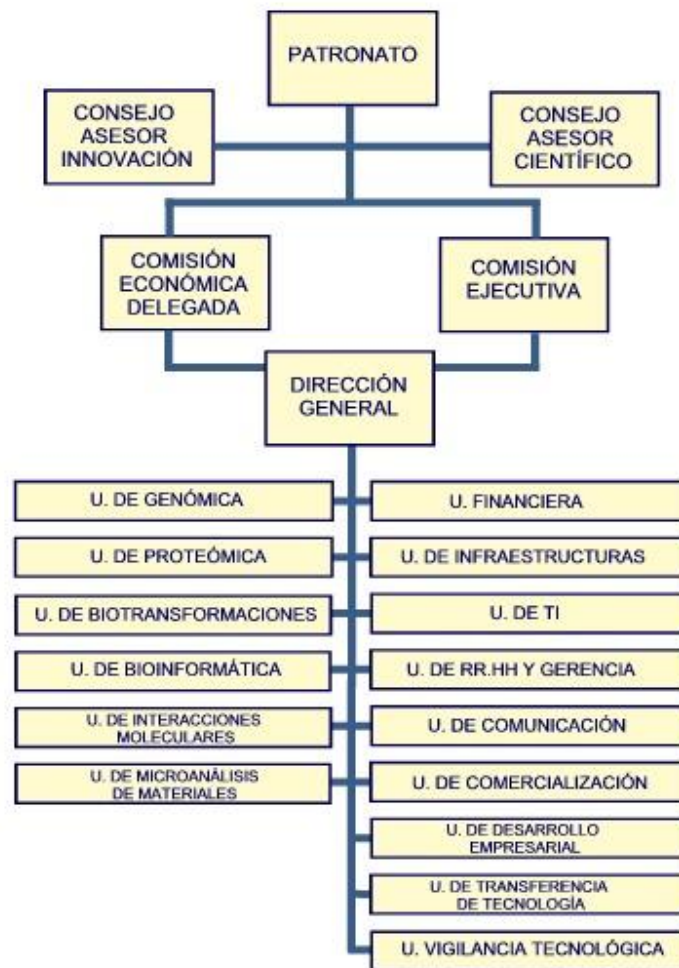 PATRONATO
CONSEJO
ASESOR
INNOVACIÓN
CONSEJO
ASESOR
CIENTÍFICO
COMISIÓN
ECONÓMICA
DELEGADA
COMISIÓN
EJECUTIVA
DIRECCIÓN
GENERAL
U. DE GENÓMICA
U. FINANCIERA
U. DE PROTEÓMICA
U. DE INFRAESTRUCTURAS
U. DE BIOTRANSFORMACIONES
U. DE TI
U. DE BIOINFORMÁTICA
U. DE RR.HH Y GERENCIA
U. DE INTERACCIONES
MOLECULARES
U. DE COMUNICACIÓN
U. DE MICROANÁLISIS
DE MATERIALES
U. DE COMERCIALIZACIÓN
U. DE DESARROLLO
EMPRESARIAL
U. DE TRANSFERENCIA
DE TECNOLOGÍA
U. VIGILANCIA TECNOLÓGICA